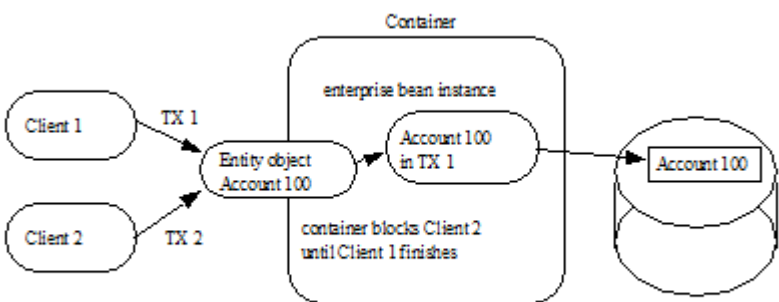 Container
enterprise bean instance
Client 1
TX 1
Account 100
in TX 1
Entity object
Account 100
Account 100
Client 2
TX 2
container blocks Client 2
until Client 1 finishes